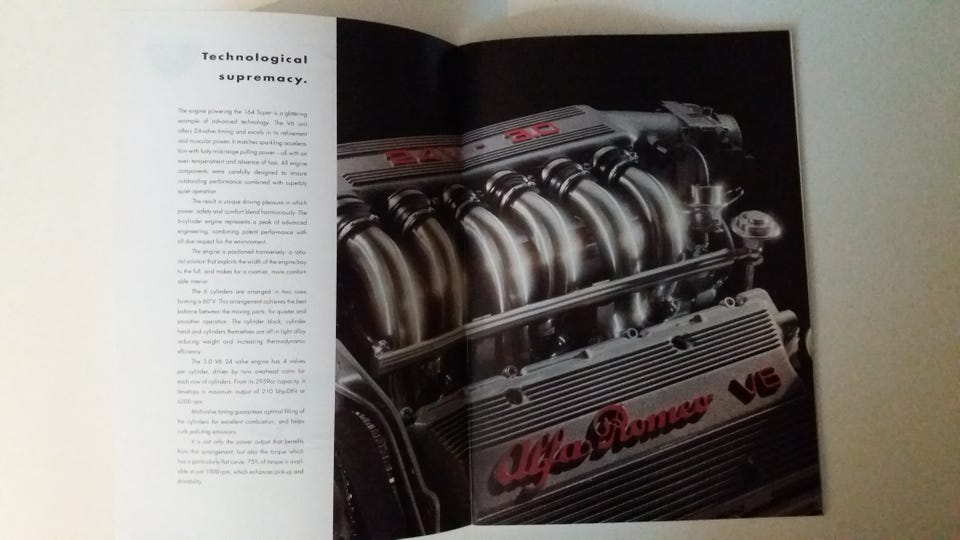 Technological
supremacy.
The engine powering the 164 Super is a glittering
example of advanced technology. The V6 unit
offers 24-valve timing and excels in its refinement
and muscular power. It matches sparkling accelera-
tion with lusty mid-range pulling power - all with an
even temperament and absence of fuss. All engine
components were carefully designed to ensure
outstanding performance combined with superbly
quiet operation.
The result is unique driving pleasure in which
power, safety and comfort blend harmoniously. The
6-cylinder engine represents a peak of advanced
engineering, combining potent performance with
all due respect for the environment.
The engine is positioned transversely: a ratio-
nal solution that exploits the width of the engine bay
to the full, and makes for a roomier, more comfort-
able interior.
The 6 cylinders are arranged in two rows
forming a 60°V. This arrangement achieves the best
balance between the moving parts, for quieter and
smoother operation. The cylinder block, cylinder
head and cylinders themselves are all in light alloy
reducing weight and increasing thermodynamic
efficiency.
The 3.0 V6 24 valve engine has 4 valves
per cylinder, driven by two overhead cams for
each row of cylinders. From its 2959cc capacity, it
develops a maximum output of 210 bhp-DIN at
6300 rpm.
Multivalve timing guarantees optimal filling of
the cylinders for excellent combustion, and helps
curb polluting emissions.
It is not only the power output that benefits
from this arrangement, but also the torque which
has a particularly flat curve: 75% of torque is avail-
able at just 1000 rpm, which enhances pick-up and
drivability.
24V - 3.0
Alfa Romeo V6